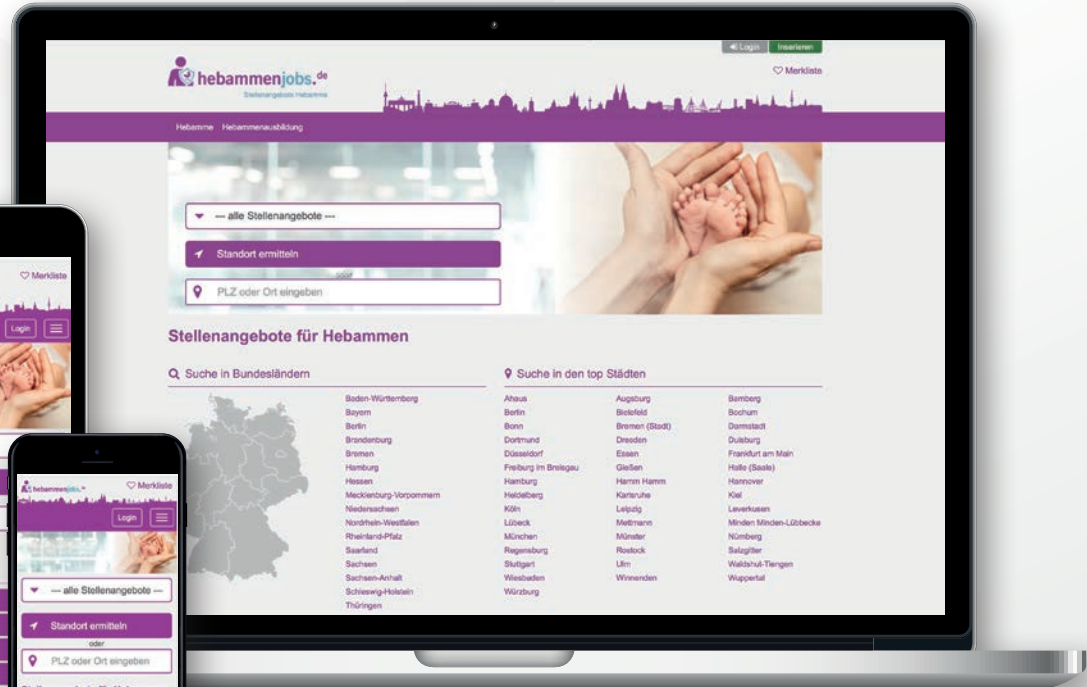 Login Inserieren
hebammenjobs.de
Stellenangebote Hebamme
Merkliste
Hebamme Hebammenausbildung
— alle Stellenangebote —
Standort ermitteln
oder
PLZ oder Ort eingeben
Stellenangebote für Hebammen
Suche in Bundesländern
Baden-Württemberg
Bayern
Berlin
Brandenburg
Bremen
Hamburg
Hessen
Mecklenburg-Vorpommern
Niedersachsen
Nordrhein-Westfalen
Rheinland-Pfalz
Saarland
Sachsen
Sachsen-Anhalt
Schleswig-Holstein
Thüringen
Suche in den top Städten
Ahaus Augsburg Bamberg
Berlin Bielefeld Bochum
Bonn Bremen (Stadt) Darmstadt
Dortmund Dresden Duisburg
Düsseldorf Essen Frankfurt am Main
Freiburg im Breisgau Gießen Halle (Saale)
Hamburg Hamm Hamm Hannover
Heidelberg Karlsruhe Kiel
Köln Leipzig Leverkusen
Lübeck Mettmann Minden Minden-Lübbecke
München Münster Nürnberg
Regensburg Rostock Salzgitter
Stuttgart Ulm Waldshut-Tiengen
Wiesbaden Winnenden Wuppertal
Würzburg
Merkliste
Login
hebammenjobs.de
Merkliste
Login
— alle Stellenangebote —
Standort ermitteln
oder
PLZ oder Ort eingeben